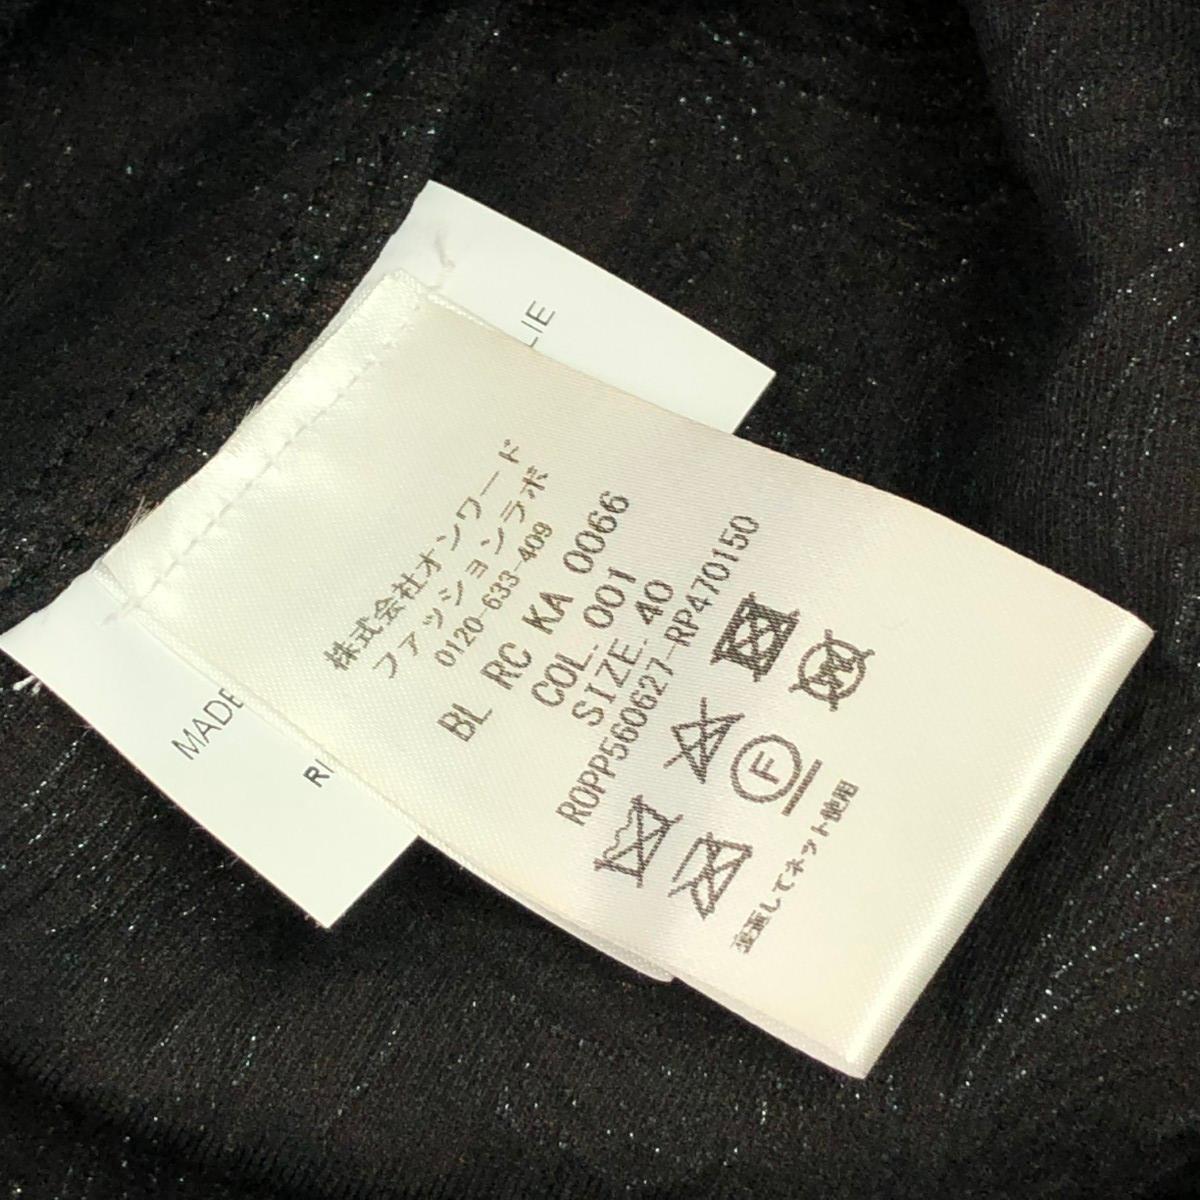 LIE
株式会社オンワード
ファッションラボ
0120-633-409
BL RC KA 0066
COL. 001
SIZE. 40
ROPP560627-RP470150
W
F
裏返してネット使用
MADE
RI